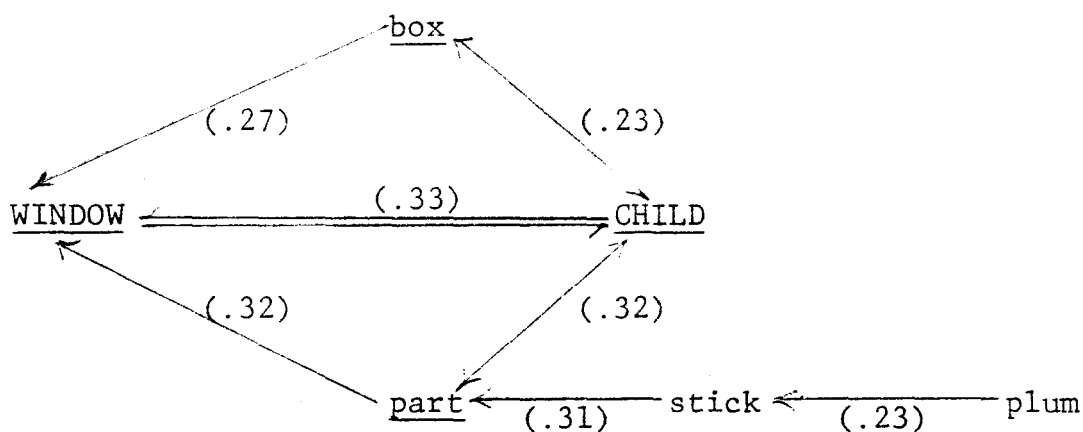 box
(.27) (.23)
WINDOW (.33) CHILD
(.32) (.32)
part (.31) stick (.23) plum